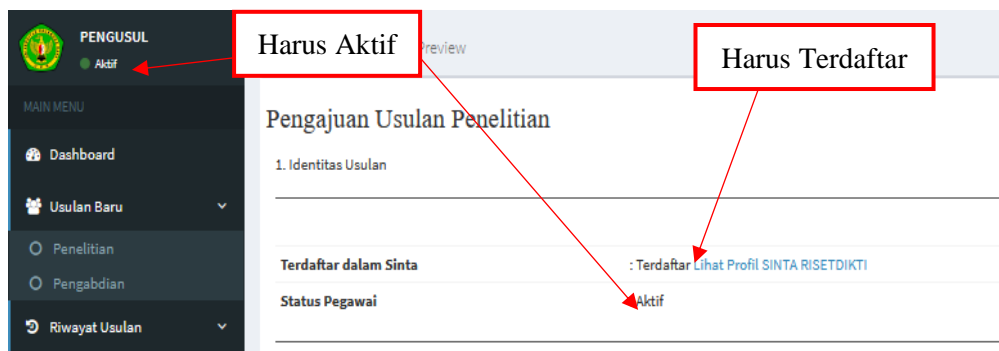 PENGUSUL
Aktif
MAIN MENU
Dashboard
Usulan Baru
Penelitian
Pengabdian
Riwayat Usulan
Harus Aktif
Preview
Harus Terdaftar
Pengajuan Usulan Penelitian
1. Identitas Usulan
Terdaftar dalam Sinta : Terdaftar Lihat Profil SINTA RISETDIKTI
Status Pegawai Aktif